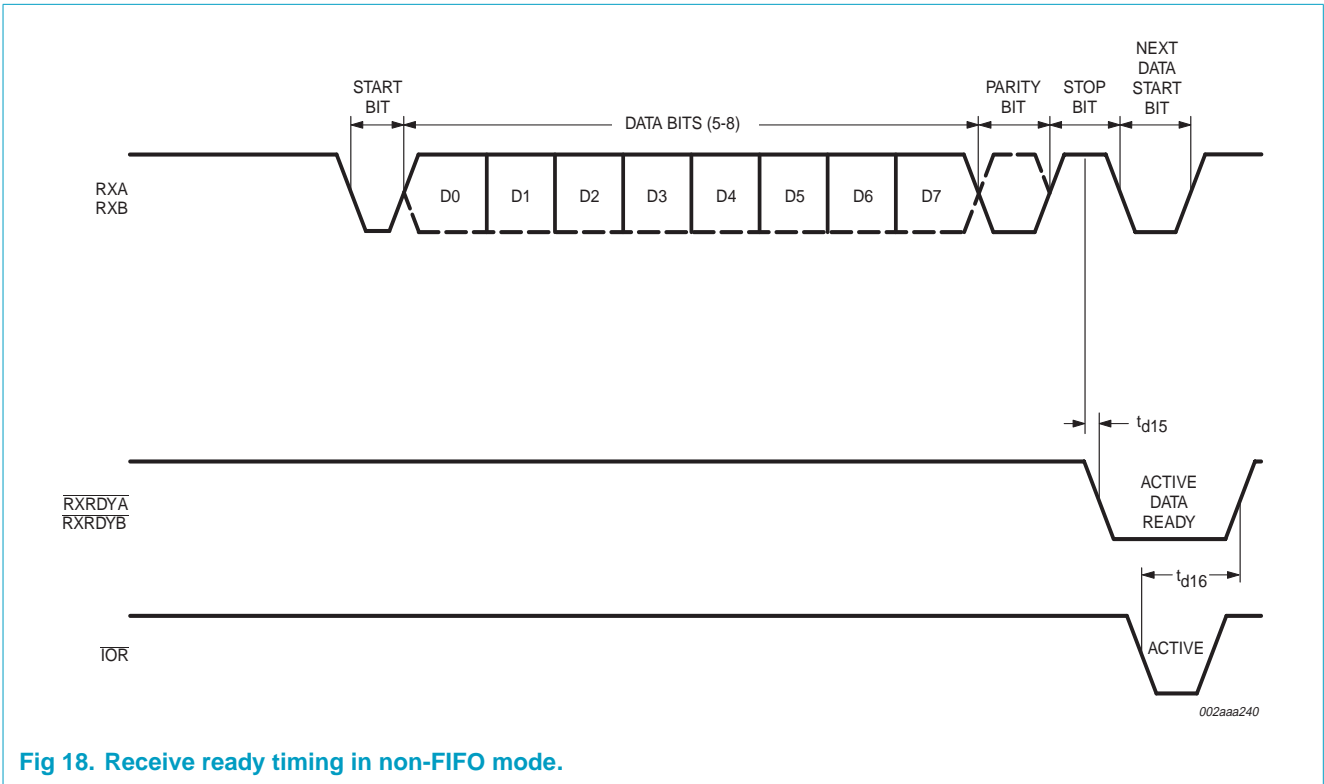 START
BIT
DATA BITS (5-8)
PARITY
BIT
STOP
BIT
NEXT
DATA
START
BIT
RXA
RXB
D0 D1 D2 D3 D4 D5 D6 D7
td15
RXRDYA
RXRDYB
ACTIVE
DATA
READY
td16
IOR
ACTIVE
002aaa240
Fig 18. Receive ready timing in non-FIFO mode.